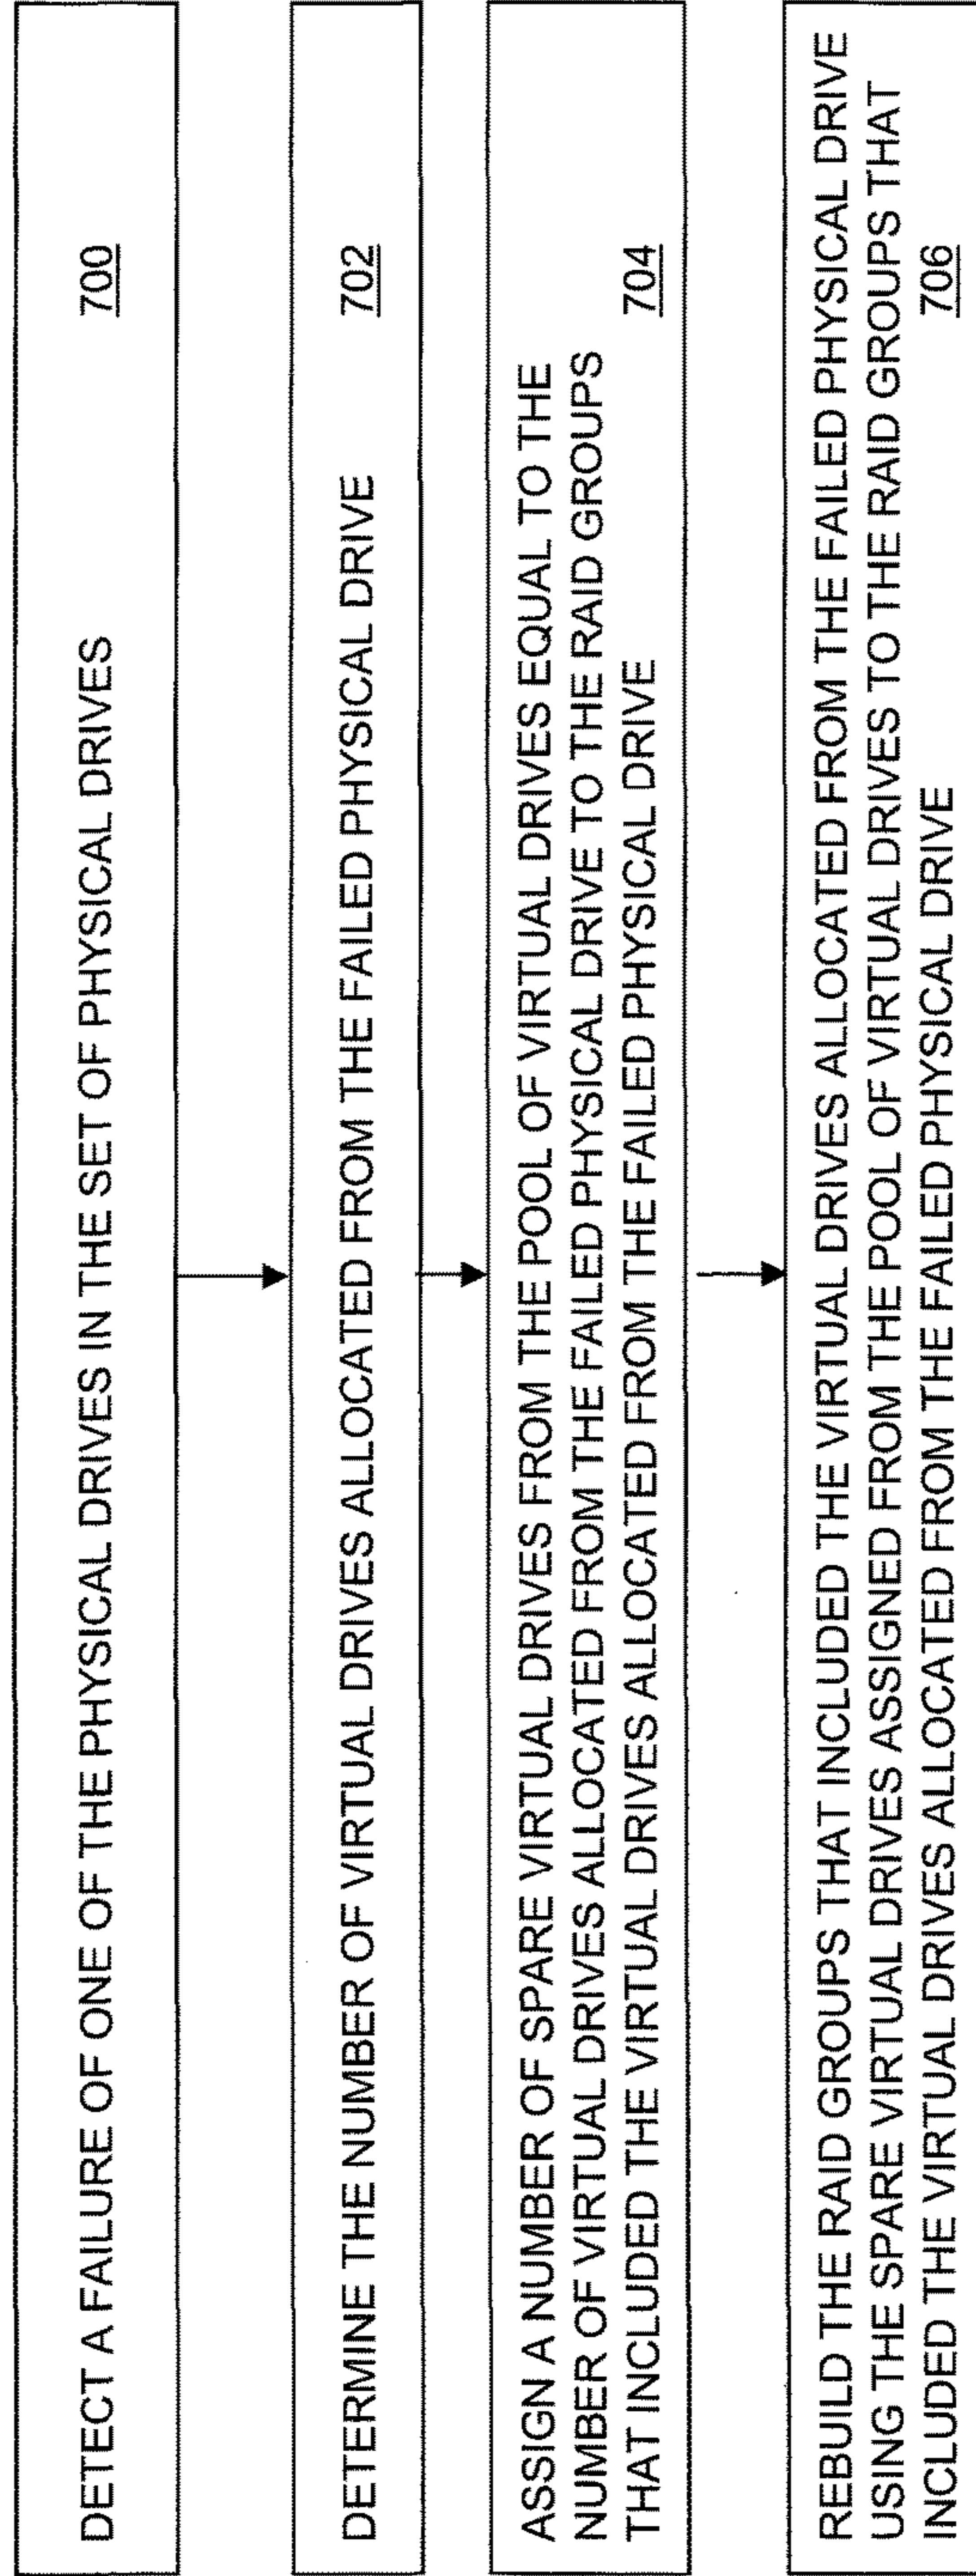 DETECT A FAILURE OF ONE OF THE PHYSICAL DRIVES IN THE SET OF PHYSICAL DRIVES
700
DETERMINE THE NUMBER OF VIRTUAL DRIVES ALLOCATED FROM THE FAILED PHYSICAL DRIVE
702
ASSIGN A NUMBER OF SPARE VIRTUAL DRIVES FROM THE POOL OF VIRTUAL DRIVES EQUAL TO THE
NUMBER OF VIRTUAL DRIVES ALLOCATED FROM THE FAILED PHYSICAL DRIVE TO THE RAID GROUPS
THAT INCLUDED THE VIRTUAL DRIVES ALLOCATED FROM THE FAILED PHYSICAL DRIVE
704
REBUILD THE RAID GROUPS THAT INCLUDED THE VIRTUAL DRIVES ALLOCATED FROM THE FAILED PHYSICAL DRIVE
USING THE SPARE VIRTUAL DRIVES ASSIGNED FROM THE POOL OF VIRTUAL DRIVES TO THE RAID GROUPS THAT
INCLUDED THE VIRTUAL DRIVES ALLOCATED FROM THE FAILED PHYSICAL DRIVE
706